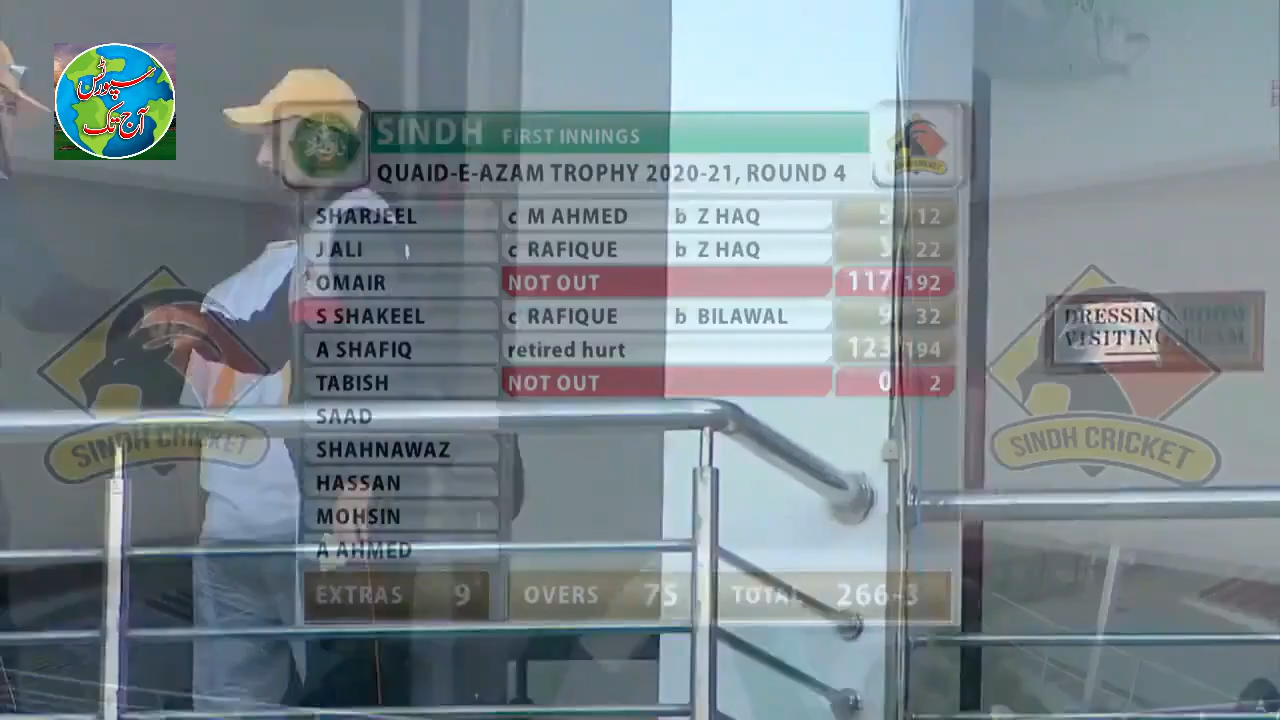 سپورٹس
آج تک
SINDH FIRST INNINGS
QUAID-E-AZAM TROPHY 2020-21, ROUND 4
SHARJEEL c M AHMED b Z HAQ 5 12
J ALI c RAFIQUE b Z HAQ 3 22
OMAIR NOT OUT 117 192
S SHAKEEL c RAFIQUE b BILAWAL 9 32
A SHAFIQ retired hurt 123 194
TABISH NOT OUT 0 2
SAAD
SHAHNAWAZ
HASSAN
MOHSIN
A AHMED
EXTRAS 9 OVERS 75 TOTAL 266-3
SINDH CRICKET
SINDH CRICKET
DRESSING ROOM
VISITING TEAM